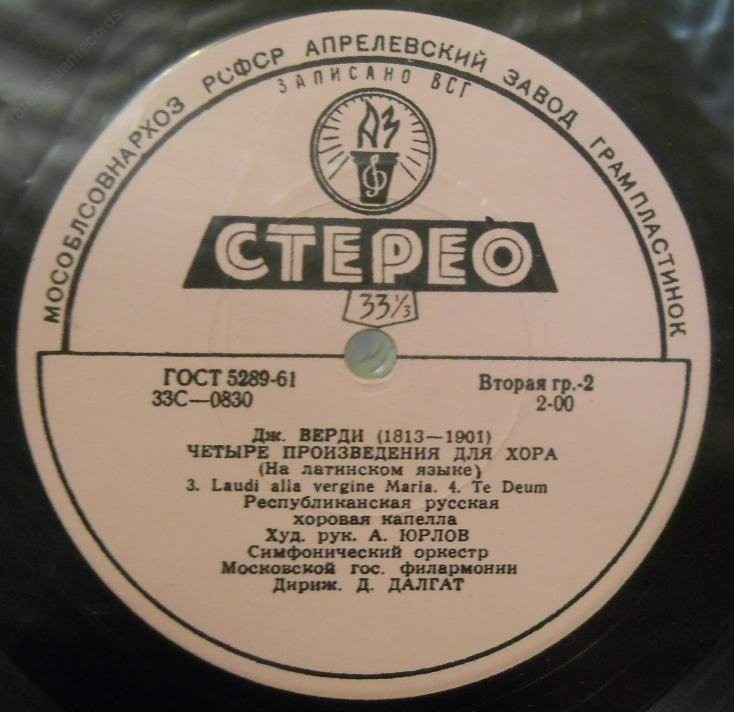 rarerussianrecords
МОСОБЛСОВНАРХОЗ РСФСР АПРЕЛЕВСКИЙ ЗАВОД ГРАМПЛАСТИНОК
ЗАПИСАНО ВСГ
АЗ
СТЕРЕО
33⅓
ГОСТ 5289-61
33С—0830
Вторая гр.-2
2-00
Дж. ВЕРДИ (1813—1901)
ЧЕТЫРЕ ПРОИЗВЕДЕНИЯ ДЛЯ ХОРА
(На латинском языке)
3. Laudi alla vergine Maria. 4. Te Deum
Республиканская русская
хоровая капелла
Худ. рук. А. ЮРЛОВ
Симфонический оркестр
Московской гос. филармонии
Дириж. Д. ДАЛГАТ